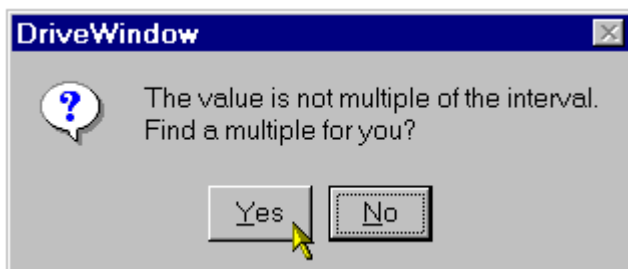 DriveWindow
The value is not multiple of the interval.
Find a multiple for you?
Yes
No